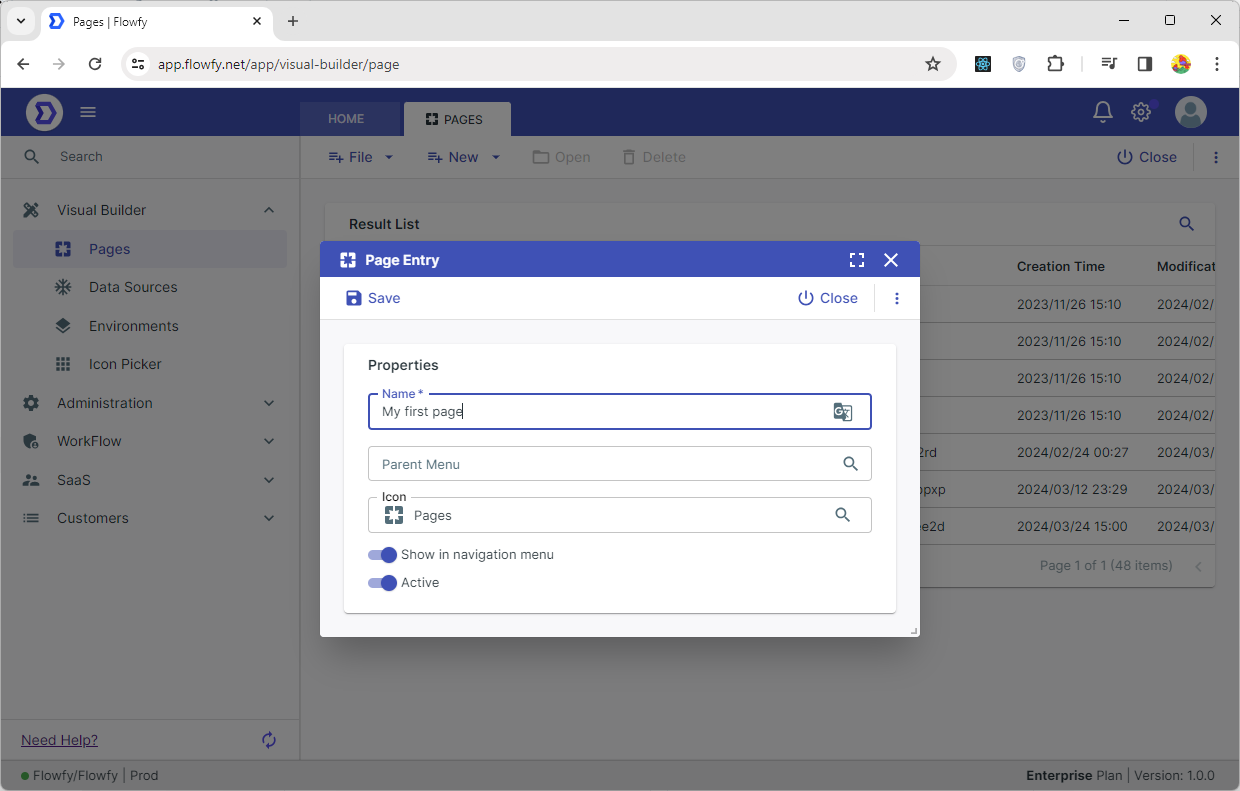 Pages | Flowfy
app.flowfy.net/app/visual-builder/page
HOME
PAGES
Search
File
New
Open
Delete
Close
Visual Builder
Pages
Data Sources
Environments
Icon Picker
Administration
WorkFlow
SaaS
Customers
Need Help?
Result List
Creation Time Modificat
2023/11/26 15:10 2024/02/
2023/11/26 15:10 2024/02/
2023/11/26 15:10 2024/02/
2023/11/26 15:10 2024/02/
2rd 2024/02/24 00:27 2024/03/
ppxp 2024/03/12 23:29 2024/03/
ee2d 2024/03/24 15:00 2024/03/
Page 1 of 1 (48 items)
Page Entry
Save
Close
Properties
Name *
My first page
Parent Menu
Icon
Pages
Show in navigation menu
Active
Flowfy/Flowfy | Prod
Enterprise Plan | Version: 1.0.0